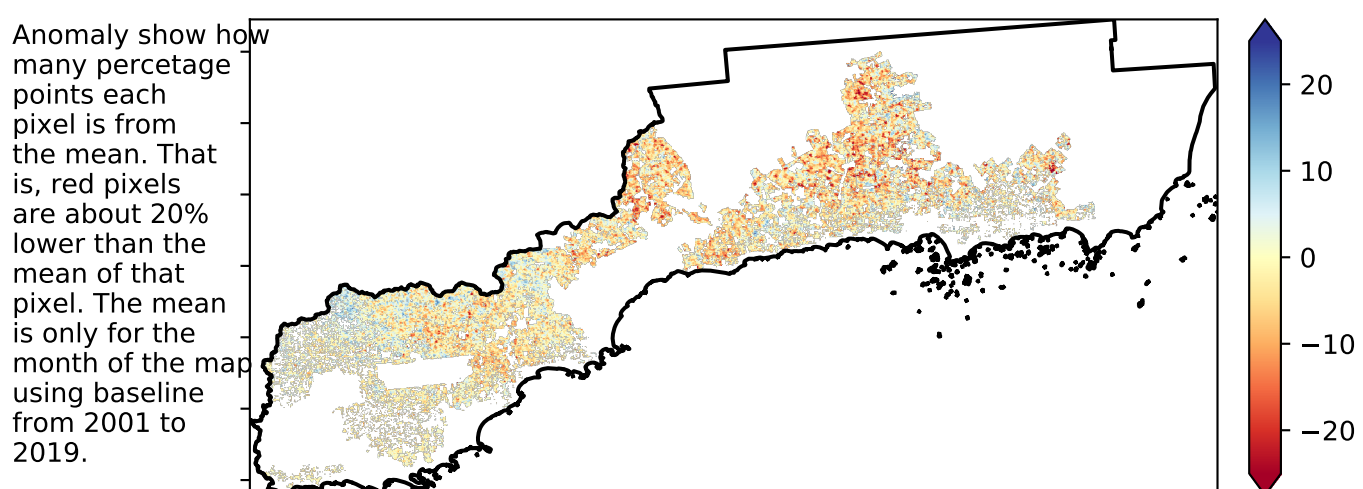 Anomaly show how
many percetage
points each
pixel is from
the mean. That
is, red pixels
are about 20%
lower than the
mean of that
pixel. The mean
is only for the
month of the map
using baseline
from 2001 to
2019.
20
10
0
−10
−20